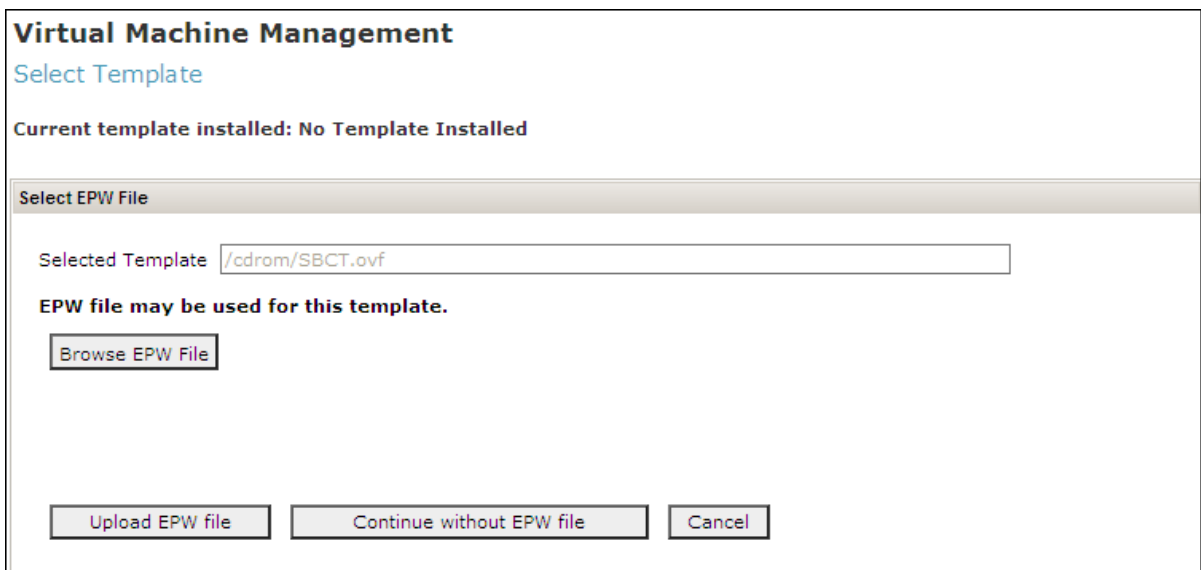 Virtual Machine Management
Select Template
Current template installed: No Template Installed
Select EPW File
Selected Template /cdrom/SBCT.ovf
EPW file may be used for this template.
Browse EPW File
Upload EPW file Continue without EPW file Cancel